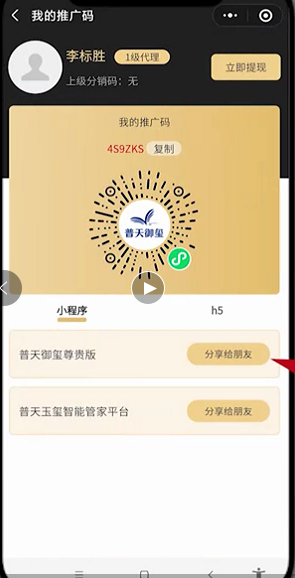 我的推广码
李标胜 1级代理
立即提现
上级分销码：无
我的推广码
4S9ZKS 复制
普天御玺
小程序 h5
普天御玺尊贵版 分享给朋友
普天玉玺智能管家平台 分享给朋友